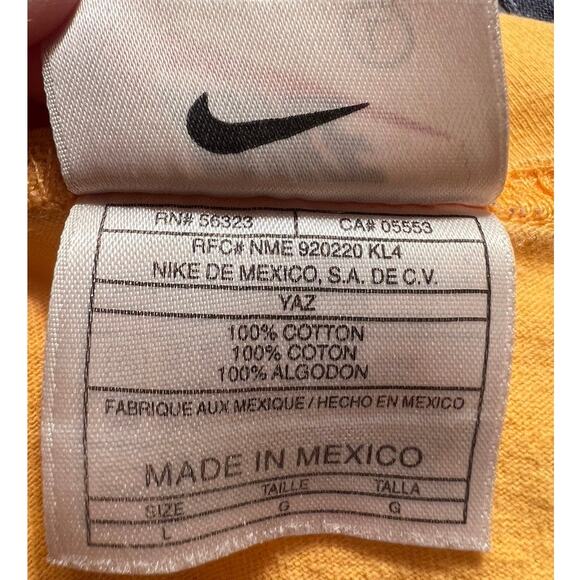 RN# 56323 CA# 05553
RFC# NME 920220 KL4
NIKE DE MEXICO, S.A. DE C.V.
YAZ
100% COTTON
100% COTON
100% ALGODON
FABRIQUE AUX MEXIQUE / HECHO EN MEXICO
MADE IN MEXICO
SIZE TAILLE TALLA
L G G